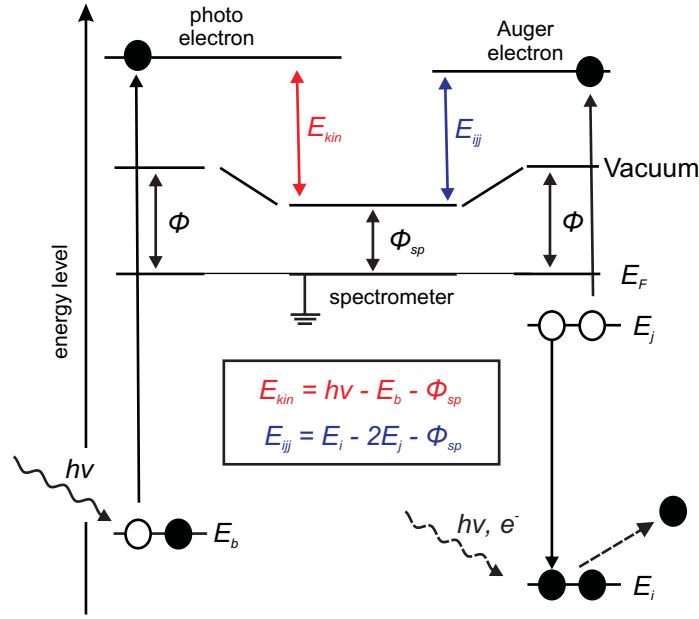 photo
electron
Auger
electron
E_kin
E_ijj
Vacuum
Φ
Φ_sp
Φ
E_F
spectrometer
energy level
E_j
E_kin = hν - E_b - Φ_sp
E_ijj = E_i - 2E_j - Φ_sp
hν
hν, e⁻
E_b
E_i